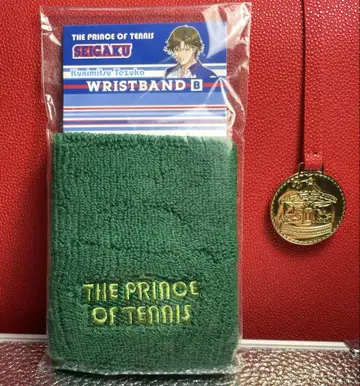 THE PRINCE OF TENNIS
SEIGAKU
Kunimitsu Tezuka
WRISTBAND B
THE PRINCE
OF TENNIS